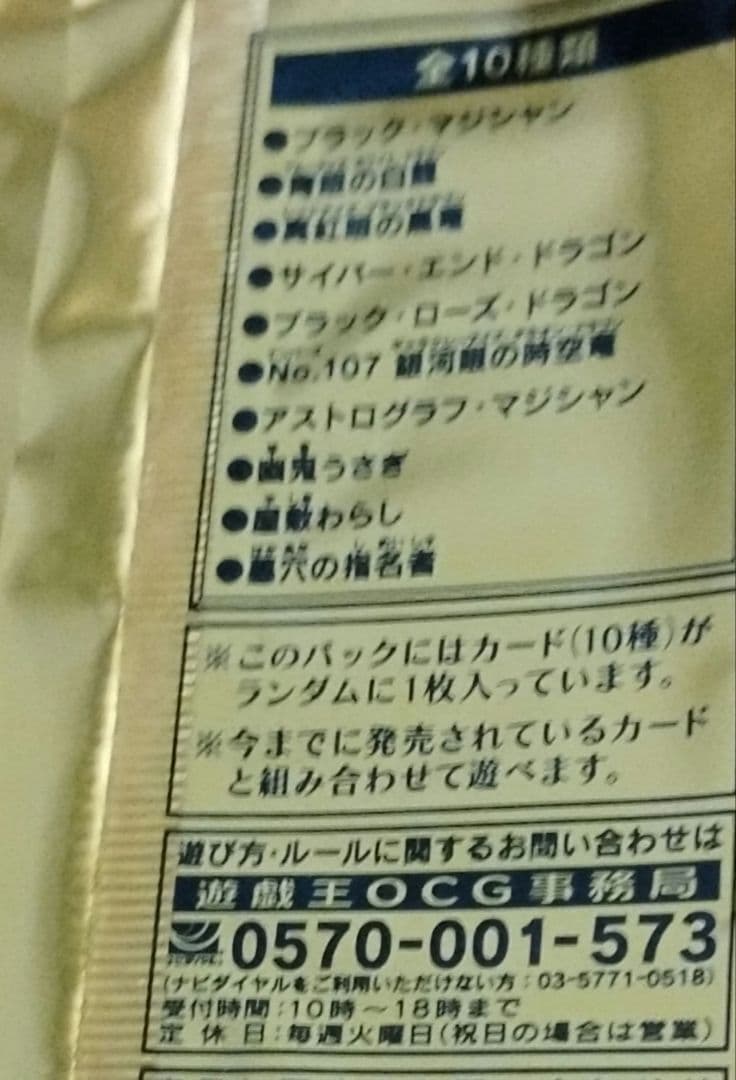 全10種類
●ブラック・マジシャン
●青眼の白龍
●真紅眼の黒竜
●サイバー・エンド・ドラゴン
●ブラック・ローズ・ドラゴン
●No.107 銀河眼の時空竜
●アストログラフ・マジシャン
●幽鬼うさぎ
●屋敷わらし
●墓穴の指名者
※このパックにはカード(10種)が
ランダムに1枚入っています。
※今までに発売されているカード
と組み合わせて遊べます。
遊び方・ルールに関するお問い合わせは
遊戯王OCG事務局
0570-001-573
(ナビダイヤルをご利用いただけない方：03-5771-0518)
受付時間：10時～18時まで
定休日：毎週火曜日(祝日の場合は営業)